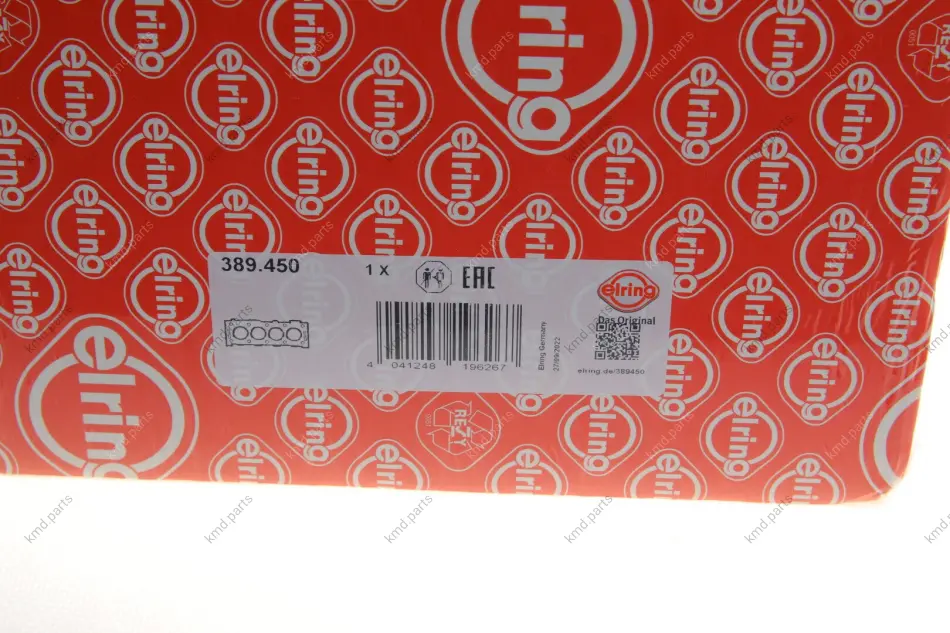 389.450
1 X
EAC
elring
Das Original
4 041248 196267
Elring Germany
27/09/2022
elring.de/389450
elring
RESY
kmd.parts